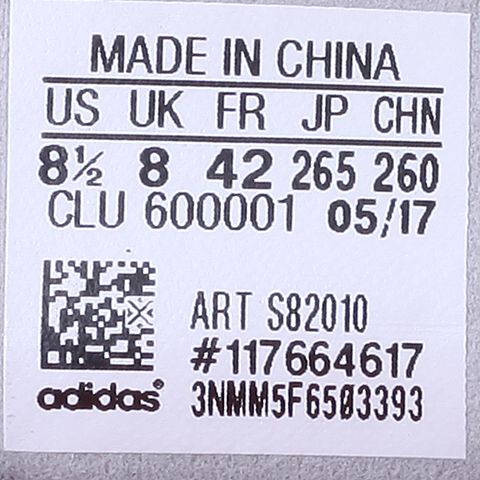 MADE IN CHINA
US UK FR JP CHN
8½ 8 42 265 260
CLU 600001 05/17
ART S82010
#117664617
adidas® 3NMM5F6503393